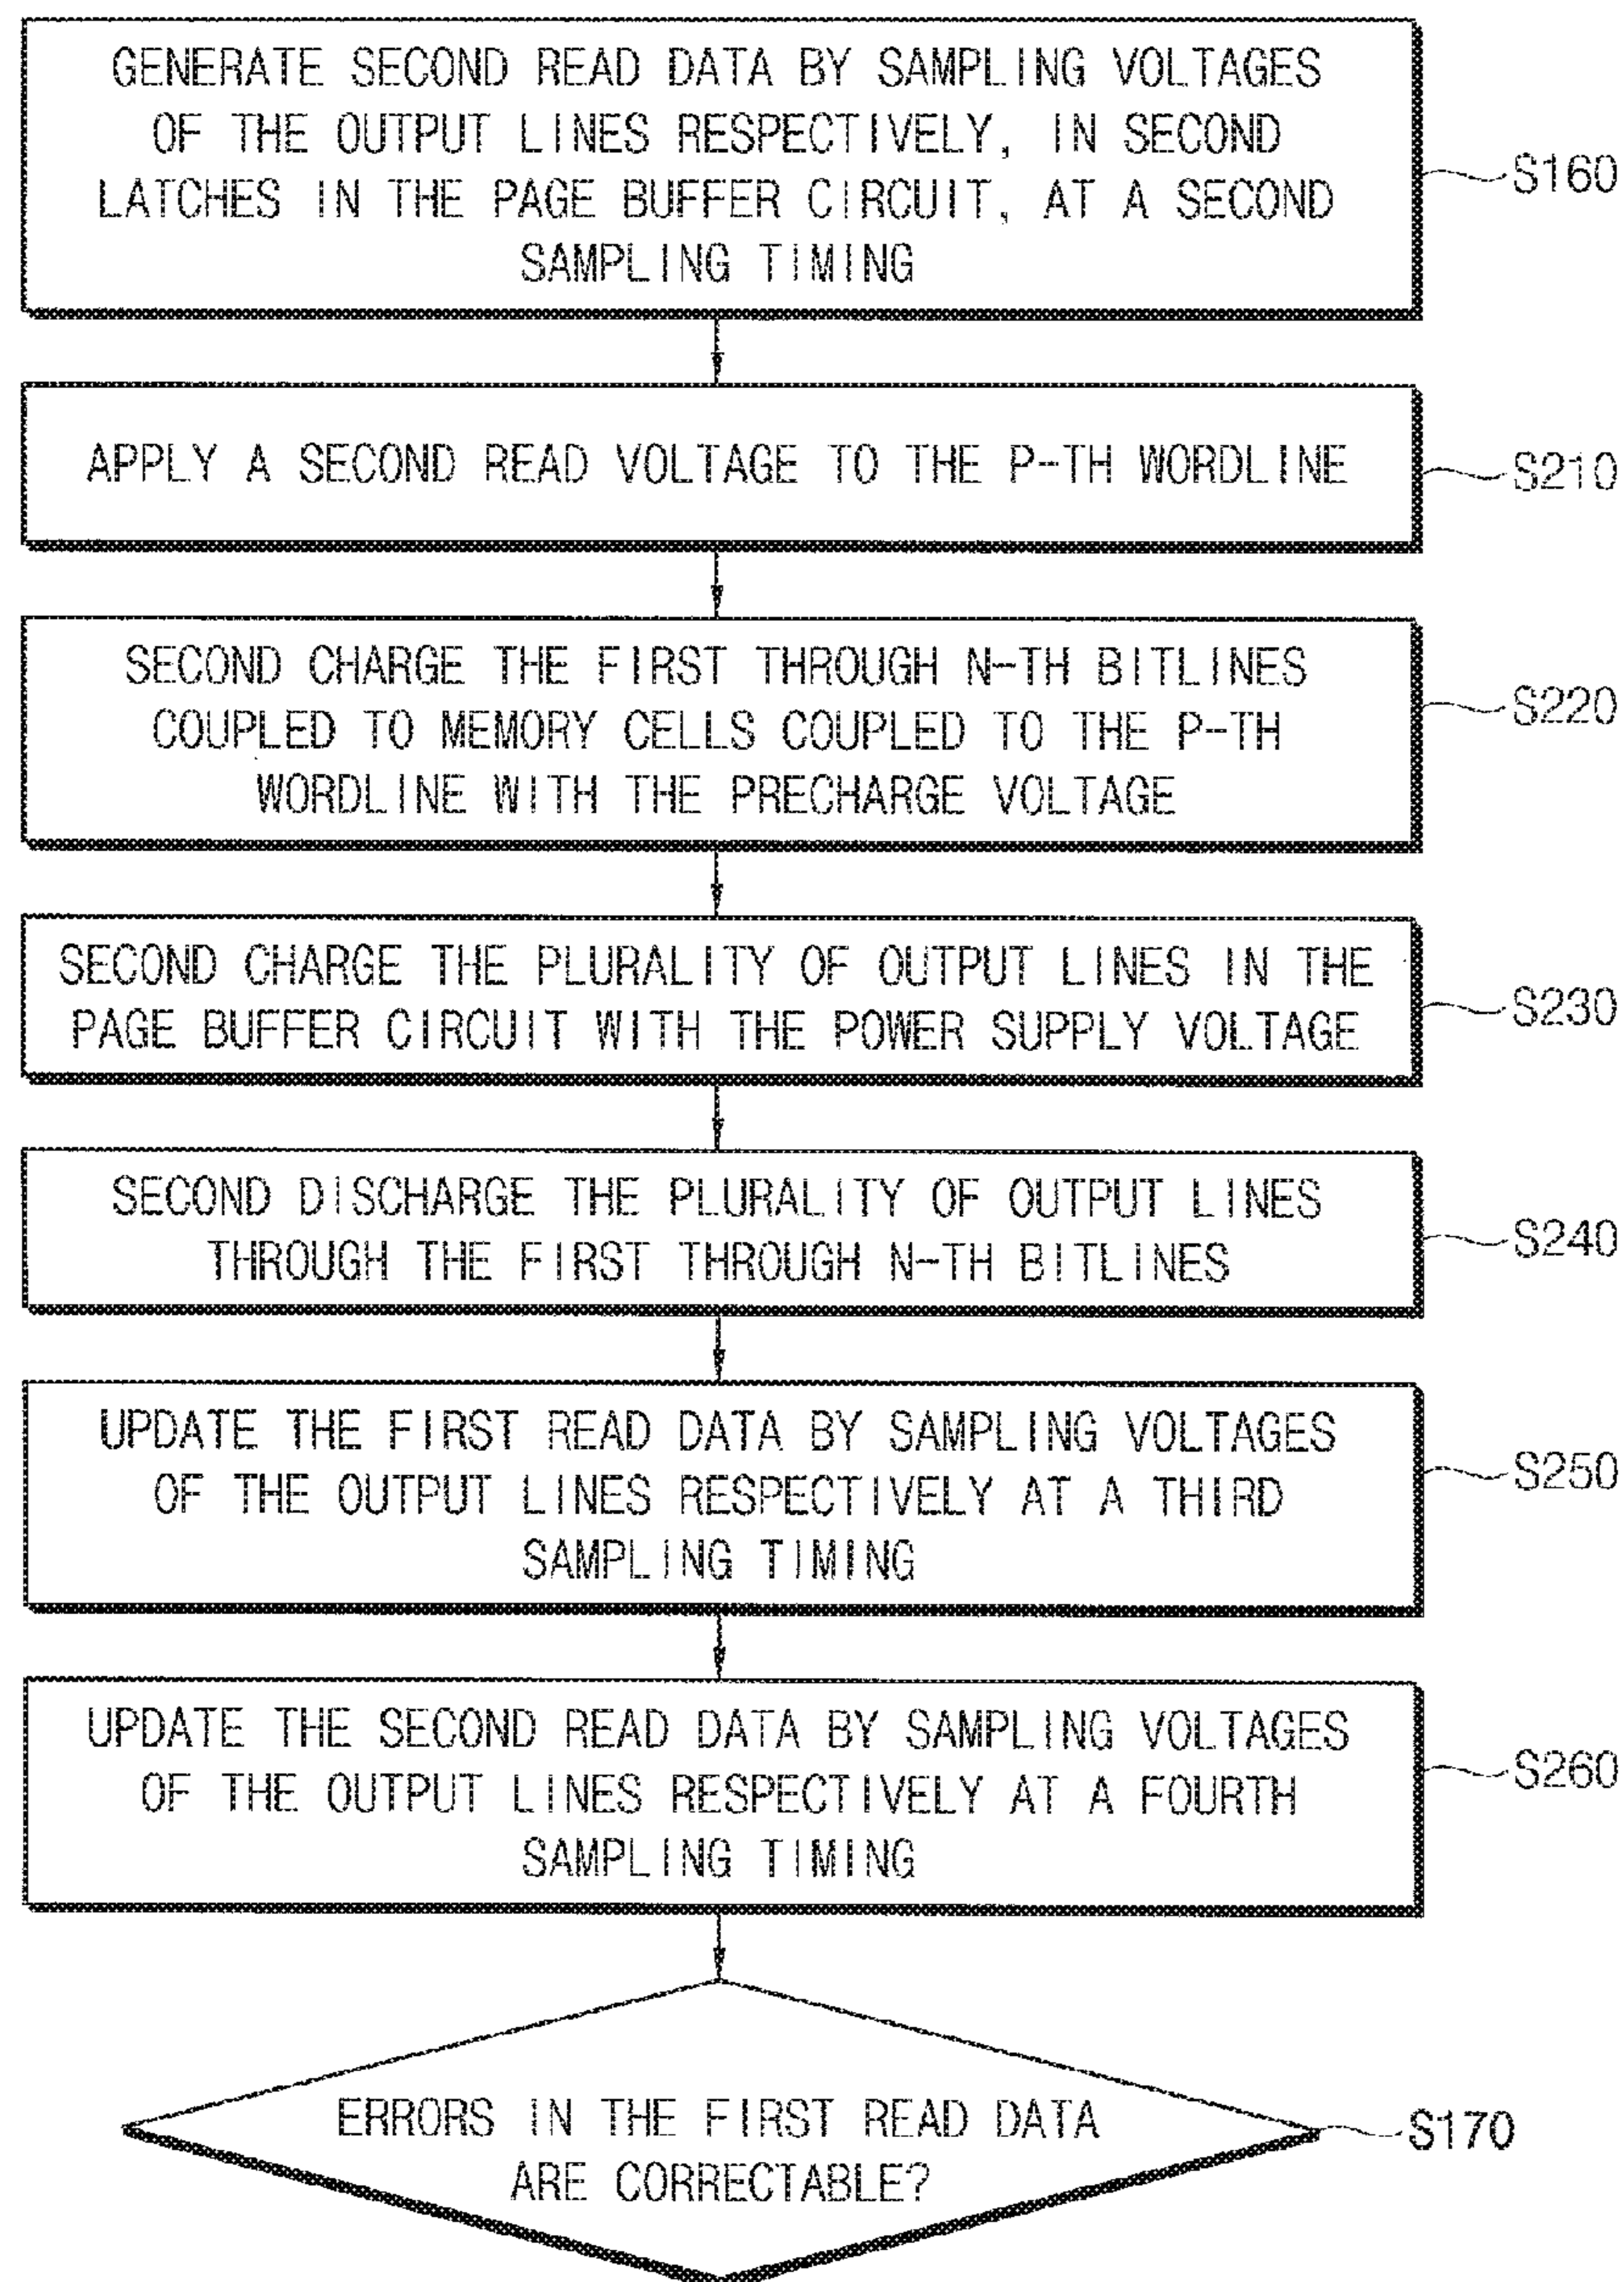 GENERATE SECOND READ DATA BY SAMPLING VOLTAGES
OF THE OUTPUT LINES RESPECTIVELY, IN SECOND
LATCHES IN THE PAGE BUFFER CIRCUIT, AT A SECOND
SAMPLING TIMING
S160
APPLY A SECOND READ VOLTAGE TO THE P-TH WORDLINE
S210
SECOND CHARGE THE FIRST THROUGH N-TH BITLINES
COUPLED TO MEMORY CELLS COUPLED TO THE P-TH
WORDLINE WITH THE PRECHARGE VOLTAGE
S220
SECOND CHARGE THE PLURALITY OF OUTPUT LINES IN THE
PAGE BUFFER CIRCUIT WITH THE POWER SUPPLY VOLTAGE
S230
SECOND DISCHARGE THE PLURALITY OF OUTPUT LINES
THROUGH THE FIRST THROUGH N-TH BITLINES
S240
UPDATE THE FIRST READ DATA BY SAMPLING VOLTAGES
OF THE OUTPUT LINES RESPECTIVELY AT A THIRD
SAMPLING TIMING
S250
UPDATE THE SECOND READ DATA BY SAMPLING VOLTAGES
OF THE OUTPUT LINES RESPECTIVELY AT A FOURTH
SAMPLING TIMING
S260
ERRORS IN THE FIRST READ DATA
ARE CORRECTABLE?
S170